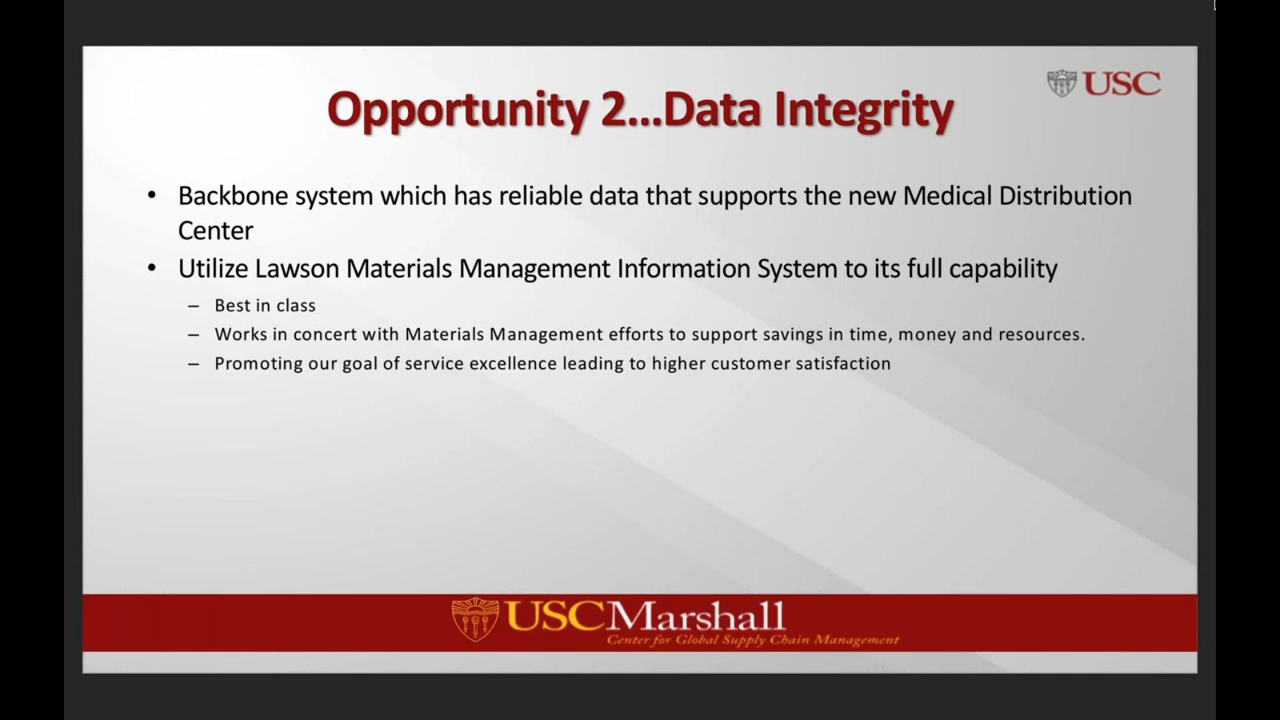 USC
Opportunity 2...Data Integrity
• Backbone system which has reliable data that supports the new Medical Distribution
Center
• Utilize Lawson Materials Management Information System to its full capability
– Best in class
– Works in concert with Materials Management efforts to support savings in time, money and resources.
– Promoting our goal of service excellence leading to higher customer satisfaction
USCMarshall
Center for Global Supply Chain Management